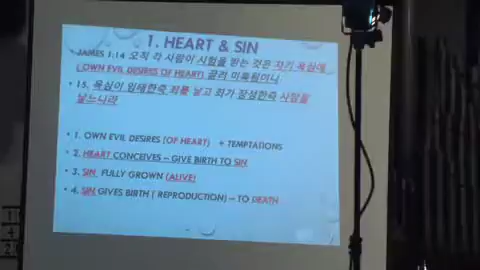 1. HEART & SIN
• JAMES 1:14 오직 각 사람이 시험을 받는 것은 자기 욕심에
( OWN EVIL DESIRES OF HEART) 끌려 미혹됨이니
• 15. 욕심이 잉태한즉 죄를 낳고 죄가 장성한즉 사망을
낳느니라
• 1. OWN EVIL DESIRES (OF HEART) + TEMPTATIONS
• 2. HEART CONCEIVES – GIVE BIRTH TO SIN
• 3. SIN FULLY GROWN (ALIVE)
• 4. SIN GIVES BIRTH ( REPRODUCTION) – TO DEATH